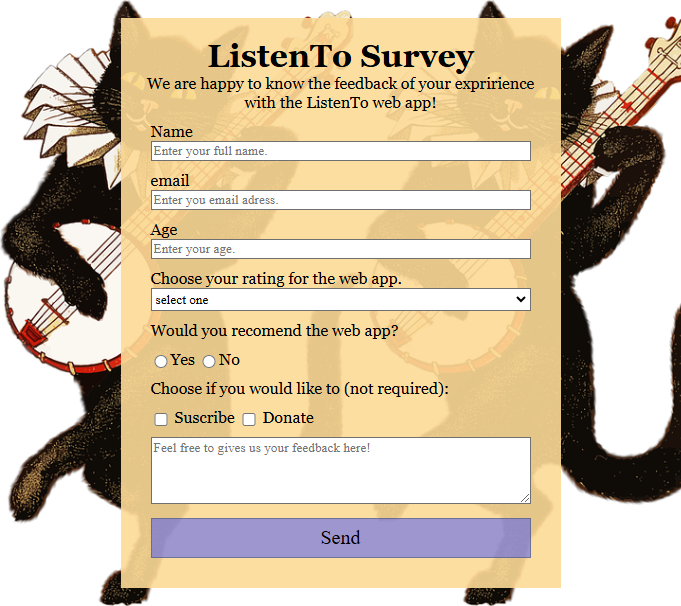 ListenTo Survey
We are happy to know the feedback of your expririence
with the ListenTo web app!
Name
Enter your full name.
email
Enter you email adress.
Age
Enter your age.
Choose your rating for the web app.
select one
Would you recomend the web app?
Yes No
Choose if you would like to (not required):
Suscribe Donate
Feel free to gives us your feedback here!
Send